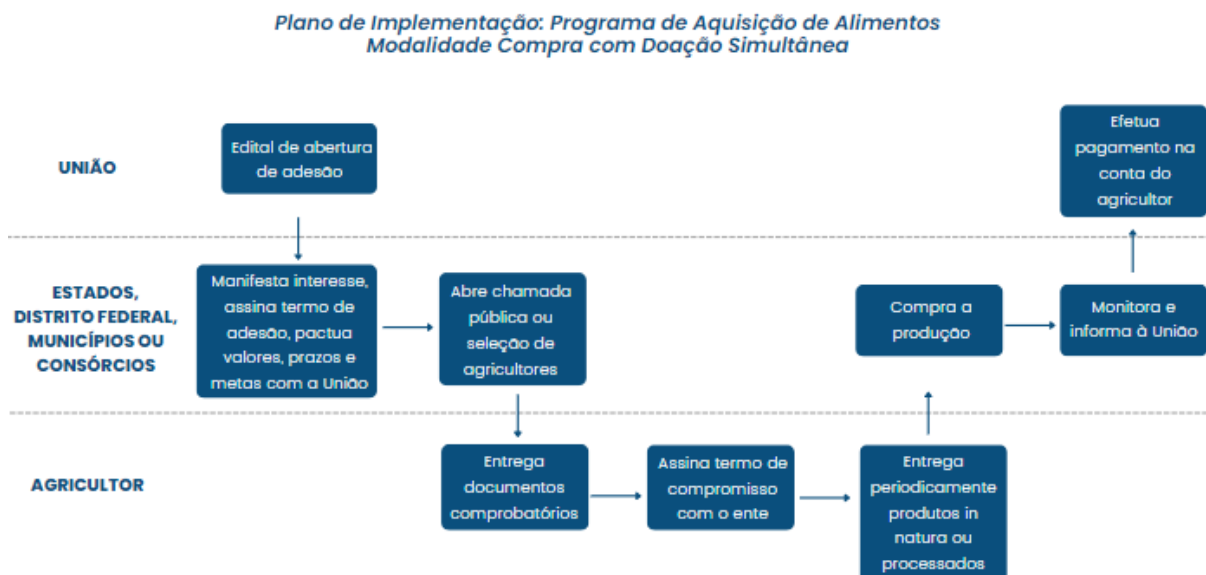 Plano de Implementação: Programa de Aquisição de Alimentos
Modalidade Compra com Doação Simultânea
UNIÃO
Edital de abertura
de adesão
Efetua
pagamento na
conta do
agricultor
ESTADOS,
DISTRITO FEDERAL,
MUNICÍPIOS OU
CONSÓRCIOS
Manifesta interesse,
assina termo de
adesão, pactua
valores, prazos e
metas com a União
Abre chamada
pública ou
seleção de
agricultores
Compra a
produção
Monitora e
informa à União
AGRICULTOR
Entrega
documentos
comprobatórios
Assina termo de
compromisso
com o ente
Entrega
periodicamente
produtos in
natura ou
processados